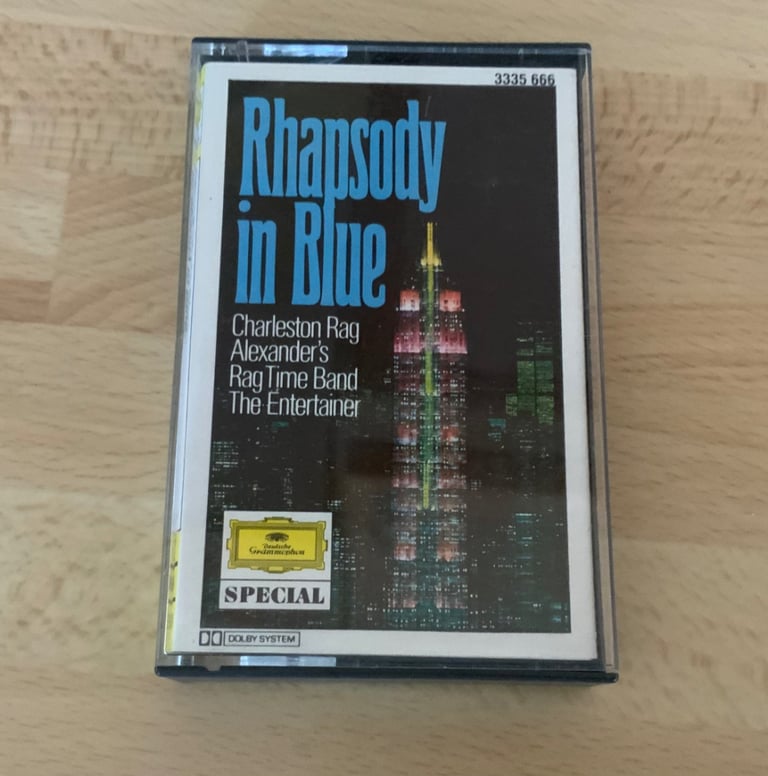 3335 666
Rhapsody
in Blue
Charleston Rag
Alexander's
Rag Time Band
The Entertainer
Deutsche
Grammophon
SPECIAL
DOLBY SYSTEM